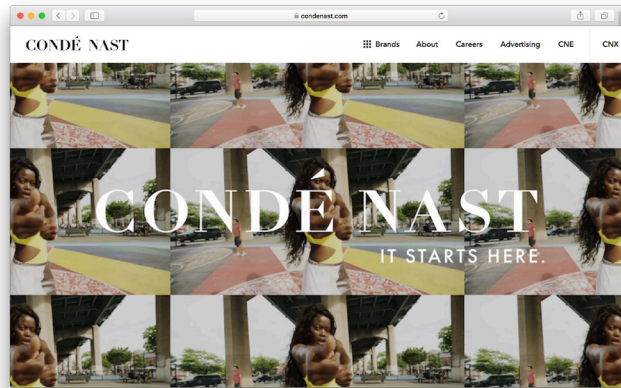 condenast.com
CONDÉ NAST
Brands About Careers Advertising CNE CNX
CONDÉ NAST
IT STARTS HERE.